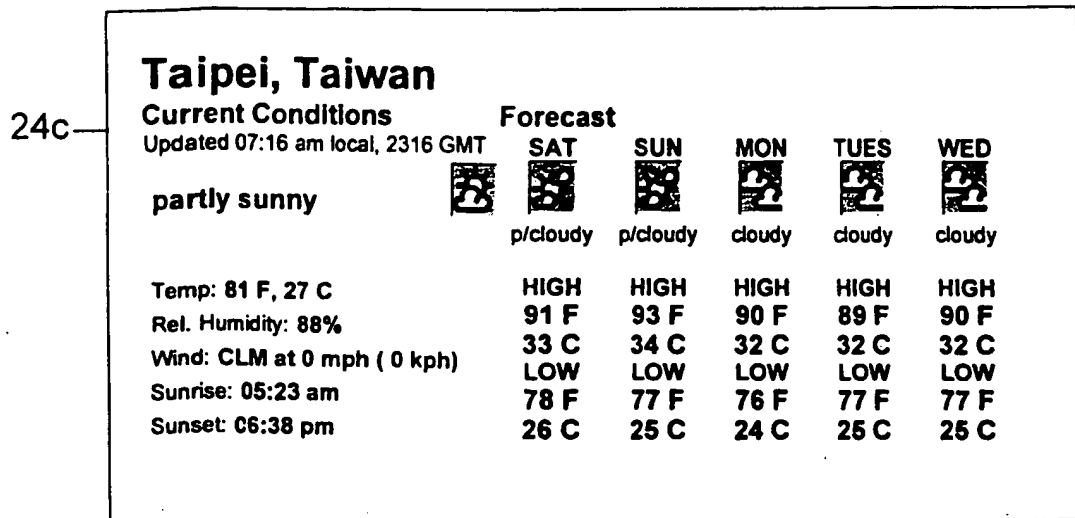 24c
Taipei, Taiwan
Current Conditions Forecast
Updated 07:16 am local, 2316 GMT SAT SUN MON TUES WED
partly sunny
p/cloudy p/cloudy cloudy cloudy cloudy
Temp: 81 F, 27 C HIGH HIGH HIGH HIGH HIGH
Rel. Humidity: 88% 91 F 93 F 90 F 89 F 90 F
33 C 34 C 32 C 32 C 32 C
Wind: CLM at 0 mph ( 0 kph) LOW LOW LOW LOW LOW
Sunrise: 05:23 am 78 F 77 F 76 F 77 F 77 F
Sunset: 06:38 pm 26 C 25 C 24 C 25 C 25 C